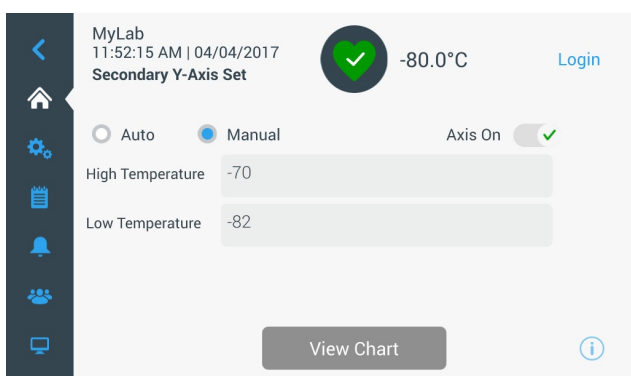 MyLab
11:52:15 AM | 04/04/2017
Secondary Y-Axis Set
-80.0°C
Login
Auto Manual Axis On
High Temperature -70
Low Temperature -82
View Chart
i